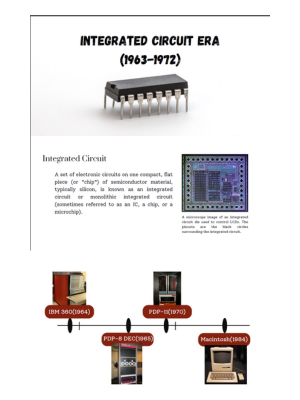 INTEGRATED CIRCUIT ERA
(1963-1972)
Integrated Circuit
A set of electronic circuits on one compact, flat
piece (or "chip") of semiconductor material,
typically silicon, is known as an integrated
circuit or monolithic integrated circuit
(sometimes referred to as an IC, a chip, or a
microchip).
A microscope image of an integrated
circuit die used to control LCDs. The
pinouts are the black circles
surrounding the integrated circuit.
IBM 360(1964)
PDP-11(1970)
PDP-8 DEC(1965)
Macintosh(1984)